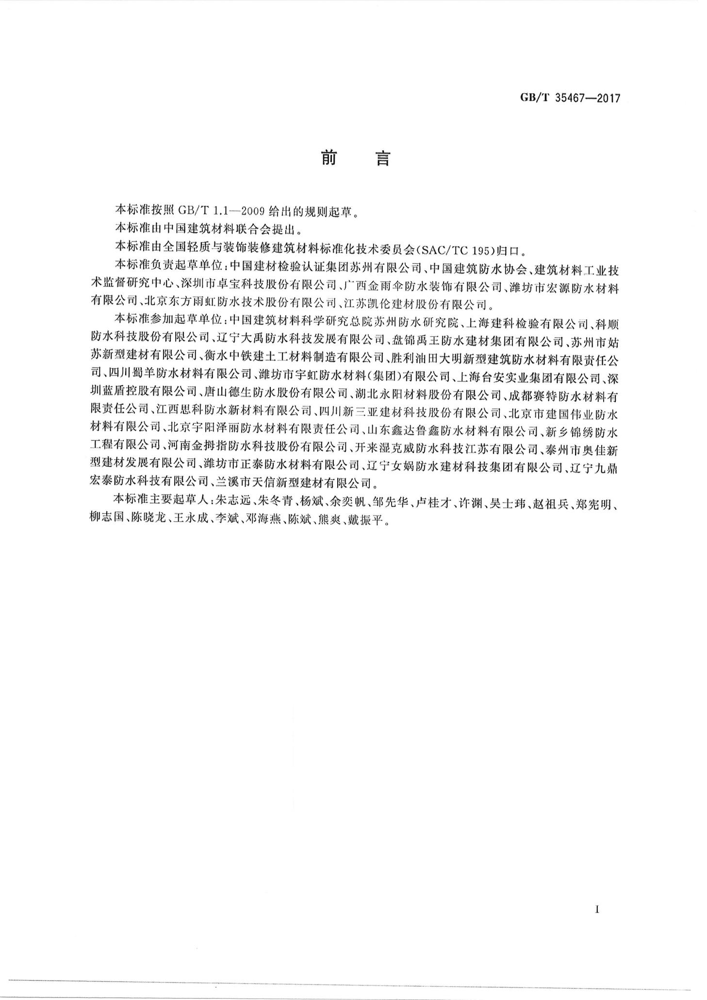 GB/T 35467—2017
前 言
本标准按照 GB/T 1.1—2009 给出的规则起草。
本标准由中国建筑材料联合会提出。
本标准由全国轻质与装饰装修建筑材料标准化技术委员会(SAC/TC 195)归口。
本标准负责起草单位:中国建材检验认证集团苏州有限公司、中国建筑防水协会、建筑材料工业技
术监督研究中心、深圳市卓宝科技股份有限公司、广西金雨伞防水装饰有限公司、潍坊市宏源防水材料
有限公司、北京东方雨虹防水技术股份有限公司、江苏凯伦建材股份有限公司。
本标准参加起草单位:中国建筑材料科学研究总院苏州防水研究院、上海建科检验有限公司、科顺
防水科技股份有限公司、辽宁大禹防水科技发展有限公司、盘锦禹王防水建材集团有限公司、苏州市姑
苏新型建材有限公司、衡水中铁建土工材料制造有限公司、胜利油田大明新型建筑防水材料有限责任公
司、四川蜀羊防水材料有限公司、潍坊市宇虹防水材料(集团)有限公司、上海台安实业集团有限公司、深
圳蓝盾控股有限公司、唐山德生防水股份有限公司、湖北永阳材料股份有限公司、成都赛特防水材料有
限责任公司、江西思科防水新材料有限公司、四川新三亚建材科技股份有限公司、北京市建国伟业防水
材料有限公司、北京宇阳泽丽防水材料有限责任公司、山东鑫达鲁鑫防水材料有限公司、新乡锦绣防水
工程有限公司、河南金拇指防水科技股份有限公司、开来湿克威防水科技江苏有限公司、泰州市奥佳新
型建材发展有限公司、潍坊市正泰防水材料有限公司、辽宁女娲防水建材科技集团有限公司、辽宁九鼎
宏泰防水科技有限公司、兰溪市天信新型建材有限公司。
本标准主要起草人:朱志远、朱冬青、杨斌、余奕帆、邹先华、卢桂才、许渊、吴士玮、赵祖兵、郑宪明、
柳志国、陈晓龙、王永成、李斌、邓海燕、陈斌、熊爽、戴振平。
I